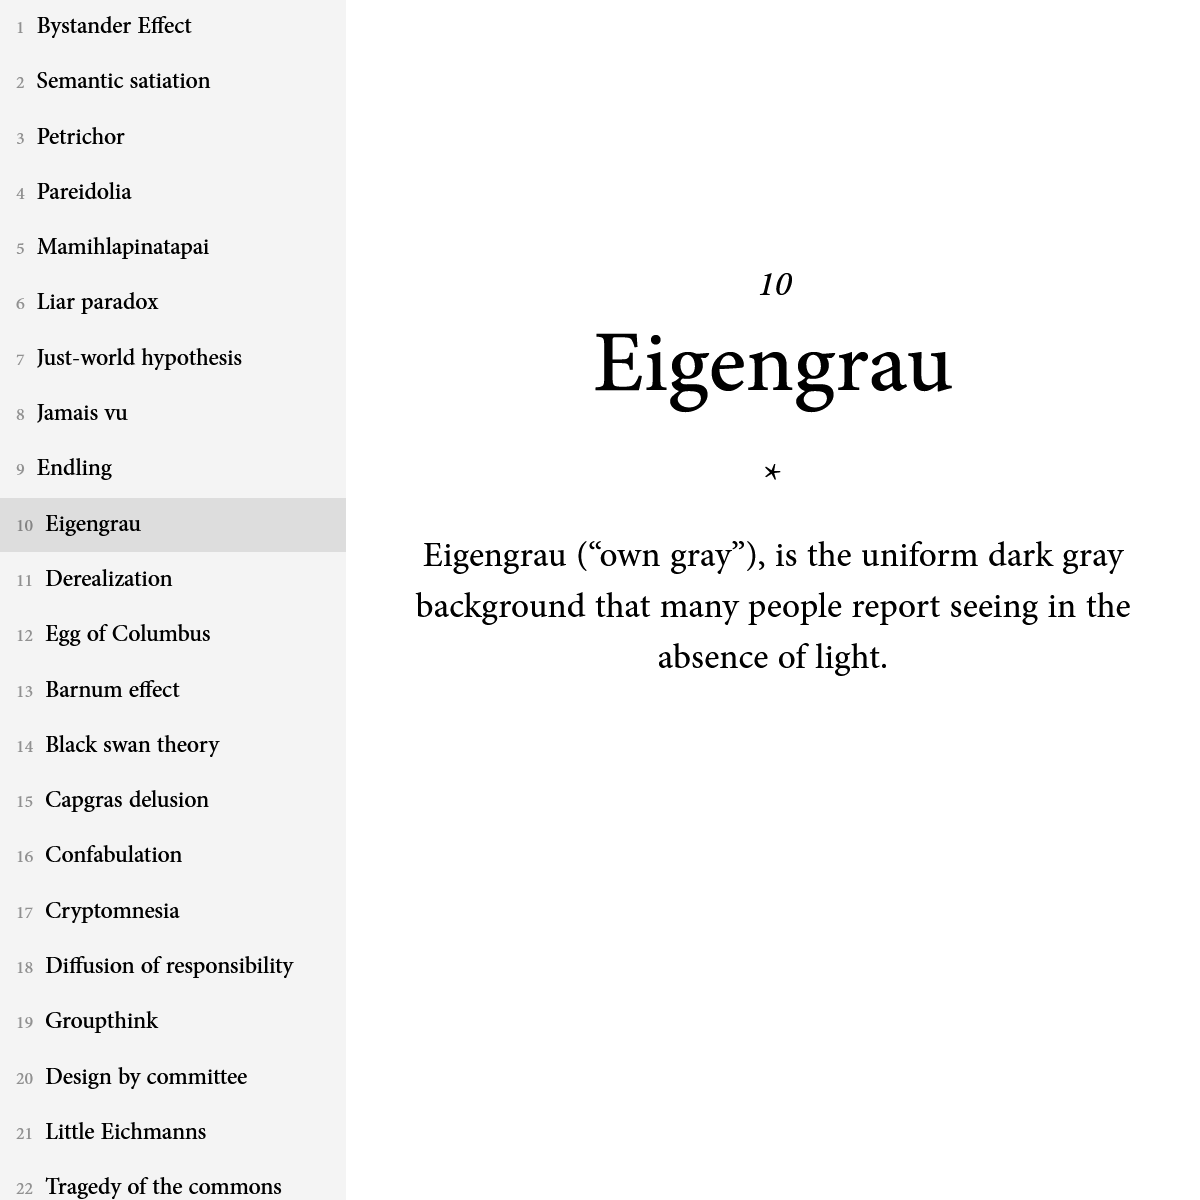 1 Bystander Effect
2 Semantic satiation
3 Petrichor
4 Pareidolia
5 Mamihlapinatapai
6 Liar paradox
7 Just-world hypothesis
8 Jamais vu
9 Endling
10 Eigengrau
11 Derealization
12 Egg of Columbus
13 Barnum effect
14 Black swan theory
15 Capgras delusion
16 Confabulation
17 Cryptomnesia
18 Diffusion of responsibility
19 Groupthink
20 Design by committee
21 Little Eichmanns
22 Tragedy of the commons
10
Eigengrau
*
Eigengrau (“own gray”), is the uniform dark gray
background that many people report seeing in the
absence of light.